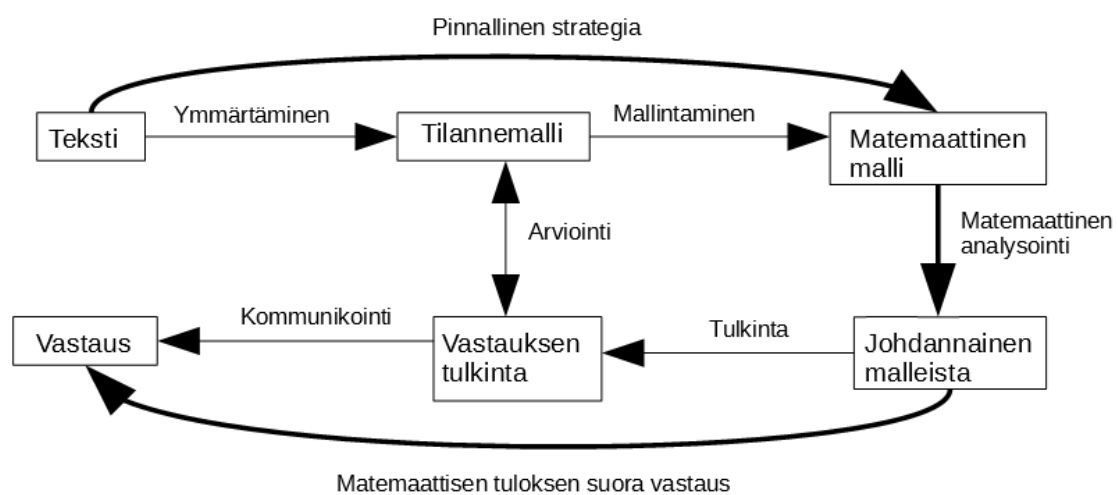 Pinnallinen strategia
Teksti
Ymmärtäminen
Tilannemalli
Mallintaminen
Matemaattinen
malli
Arviointi
Matemaattinen
analysointi
Vastaus
Kommunikointi
Vastauksen
tulkinta
Tulkinta
Johdannainen
malleista
Matemaattisen tuloksen suora vastaus